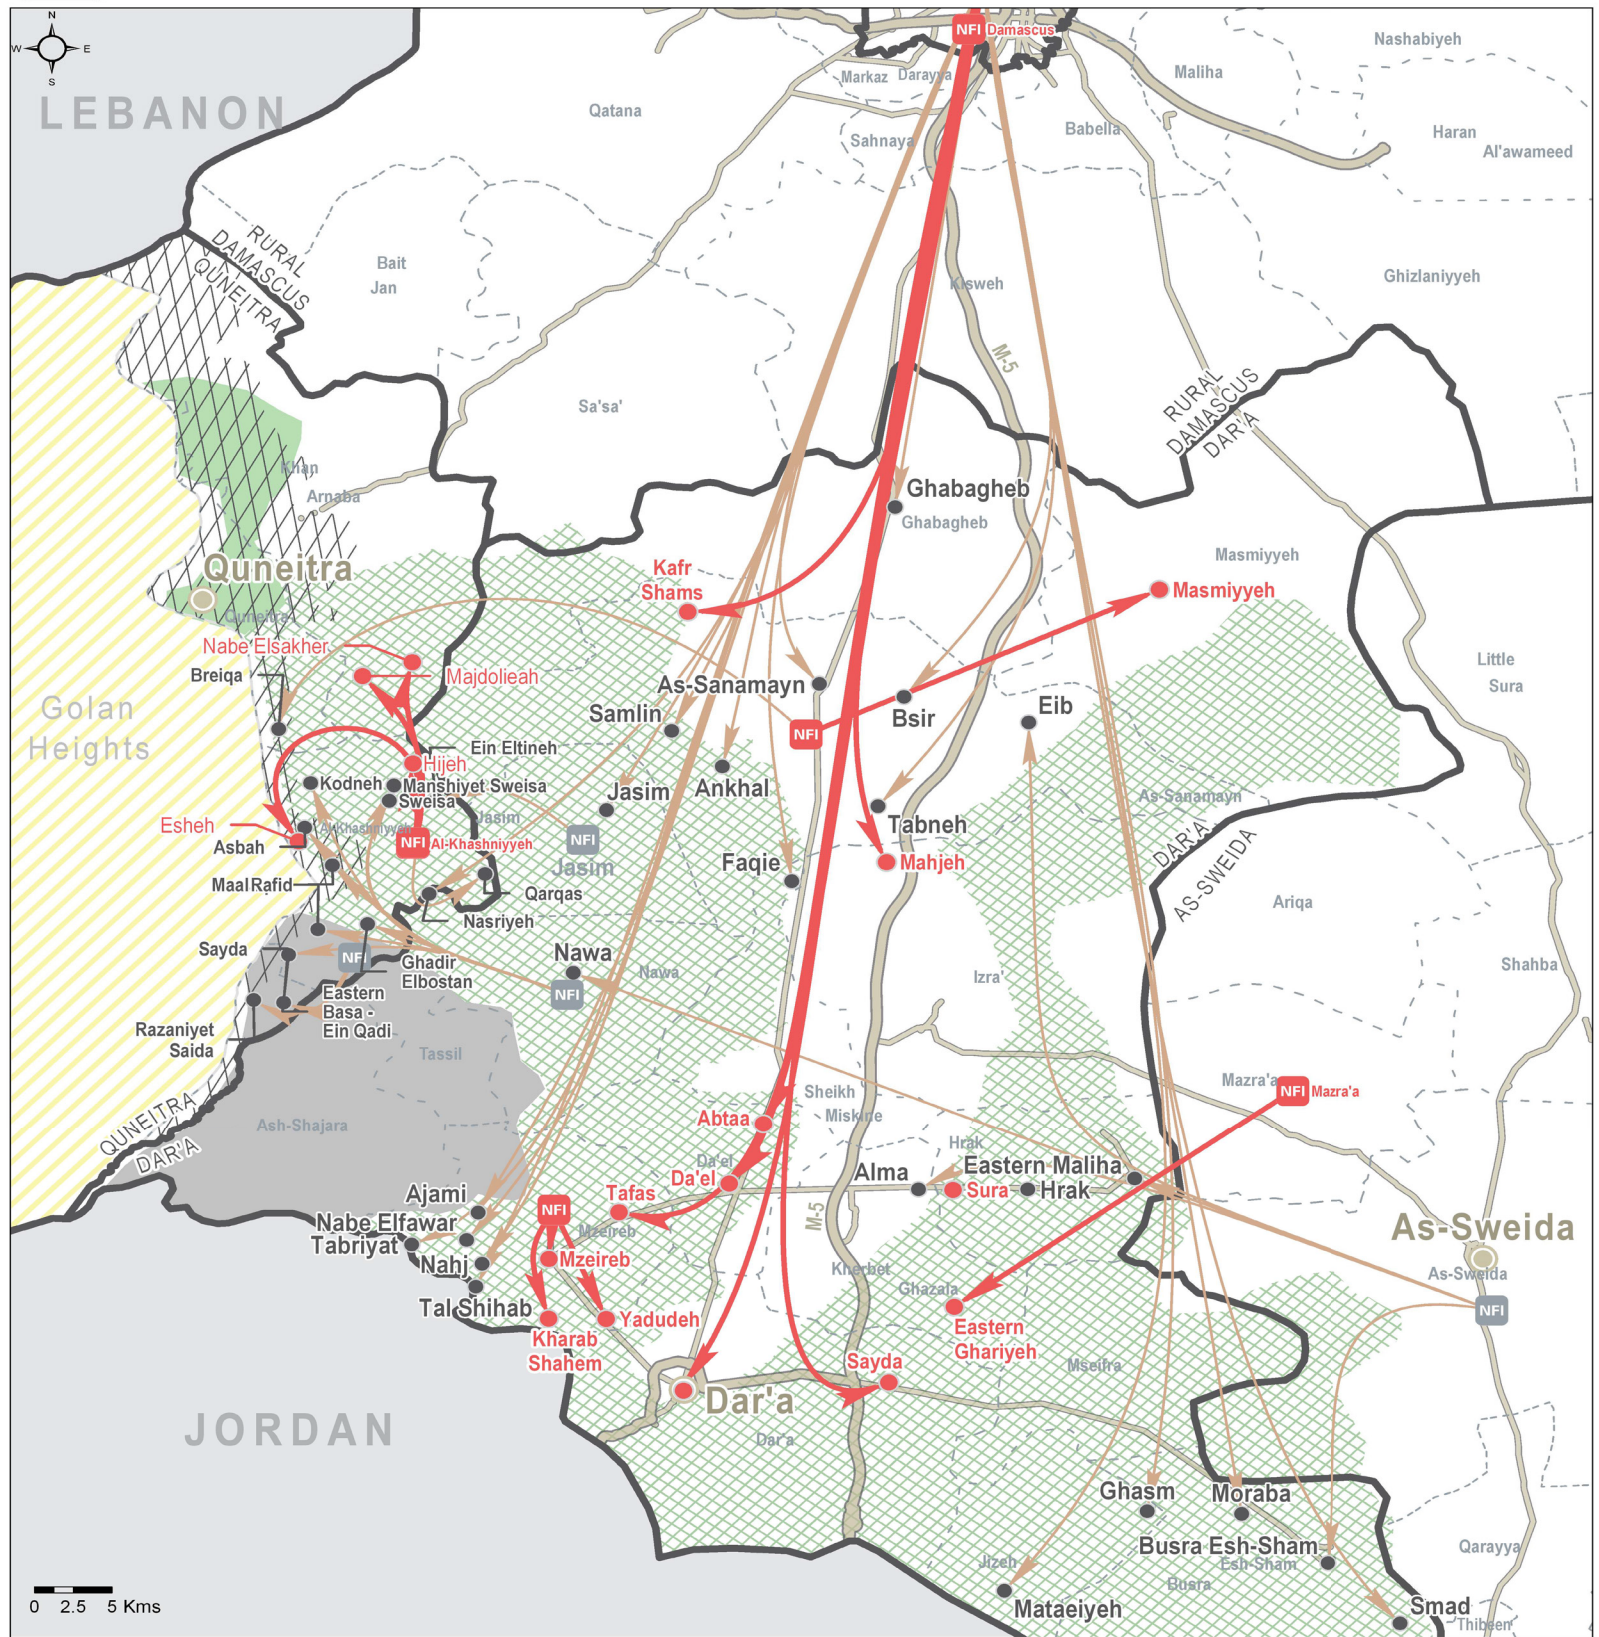 N
W
E
S
LEBANON
NFI
Damascus
Nashabiyeh
Maliha
Markaz
Darayya
Qatana
Babella
Haran
Al'awameed
Sahnaya
RURAL
DAMASCUS
QUNEITRA
Bait
Jan
Kisweh
Ghizlaniyyeh
M-5
Sa'sa'
RURAL
DAMASCUS
DAR'A
Khan
Arnaba
Ghabagheb
Ghabagheb
Masmiyyeh
Quneitra
Quneitra
Kafr
Shams
Masmiyyeh
Nabe Elsakher
Breiqa
Majdolieah
As-Sanamayn
Little
Sura
Golan
Heights
Samlin
NFI
Bsir
Eib
Ein Eltineh
Hijeh
Kodneh
Manshiyet Sweisa
Sweisa
Jasim
Ankhal
As-Sanamayn
Jasim
Tabneh
Esheh
Al-Khashniyyeh
Asbah
NFI
Al-Khashniyyeh
NFI
Jasim
Faqie
Mahjeh
DAR'A
AS-SWEIDA
Maal
Rafid
Qarqas
Nasriyeh
Ariqa
Sayda
NFI
Ghadir
Elbostan
Nawa
Nawa
NFI
Izra'
Shahba
Eastern
Basa -
Ein Qadi
Razaniyet
Saida
Tassil
QUNEITRA
DAR'A
Ash-Shajara
Sheikh
Miskine
Mazra'a
NFI
Mazra'a
Abtaa
Hrak
Da'el
Da'el
Alma
Eastern Maliha
Sura
Hrak
Ajami
Tafas
NFI
Nabe Elfawar
Tabriyat
Mzeireb
Mzeireb
M-5
As-Sweida
As-Sweida
NFI
Nahj
Kherbet
Ghazala
Tal Shihab
Kharab
Shahem
Yadudeh
Eastern
Ghariyeh
Sayda
Mseifra
Dar'a
Dar'a
JORDAN
Ghasm
Moraba
Busra Esh-Sham
Esh-Sham
Busra
Qarayya
Jizeh
Mataeiyeh
Smad
Thibeen
0 2.5 5 Kms